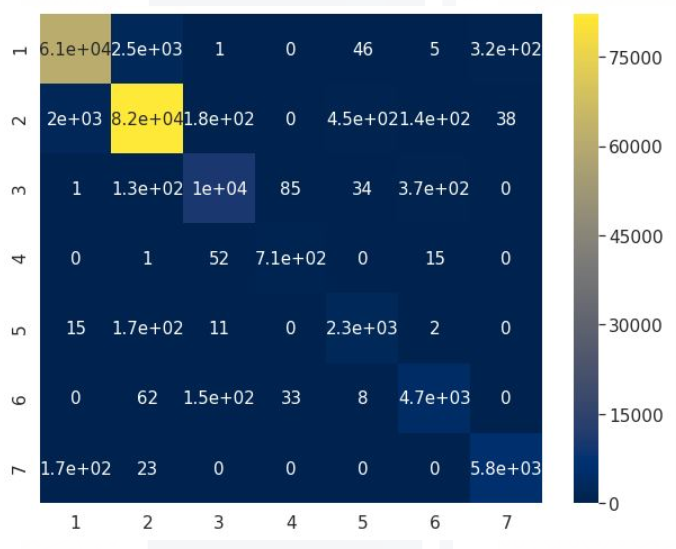 1 6.1e+04 2.5e+03 1 0 46 5 3.2e+02
2 2e+03 8.2e+04 1.8e+02 0 4.5e+02 1.4e+02 38
3 1 1.3e+02 1e+04 85 34 3.7e+02 0
4 0 1 52 7.1e+02 0 15 0
5 15 1.7e+02 11 0 2.3e+03 2 0
6 0 62 1.5e+02 33 8 4.7e+03 0
7 1.7e+02 23 0 0 0 0 5.8e+03
1 2 3 4 5 6 7
75000
60000
45000
30000
15000
0